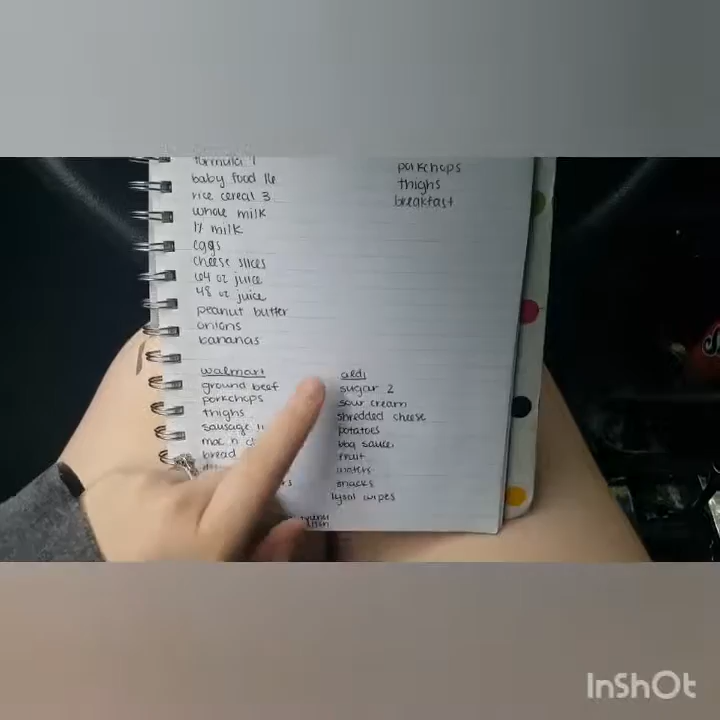 formula 1
baby food 16
rice cereal 3
whole milk
1% milk
eggs
cheese slices
64 oz juice
48 oz juice
peanut butter
onions
bananas
porkchops
thighs
breakfast
walmart
ground beef
porkchops
thighs
sausage
mac n
bread
aldi
sugar 2
sour cream
shredded cheese
potatoes
bbq sauce
fruit
waters
snacks
lysol wipes
InShOt